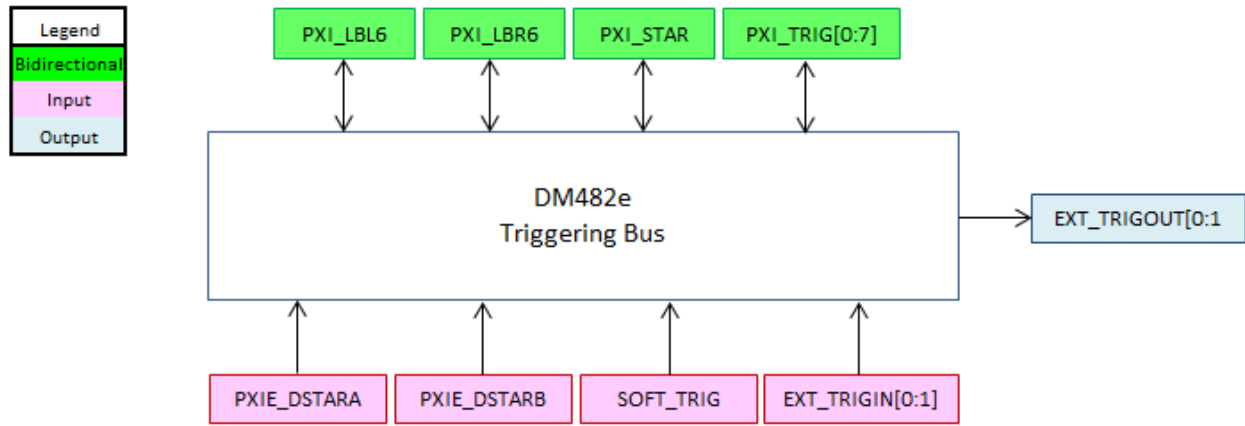 Legend
Bidirectional
Input
Output
PXI_LBL6
PXI_LBR6
PXI_STAR
PXI_TRIG[0:7]
DM482e
Triggering Bus
EXT_TRIGOUT[0:1
PXIE_DSTARA
PXIE_DSTARB
SOFT_TRIG
EXT_TRIGIN[0:1]